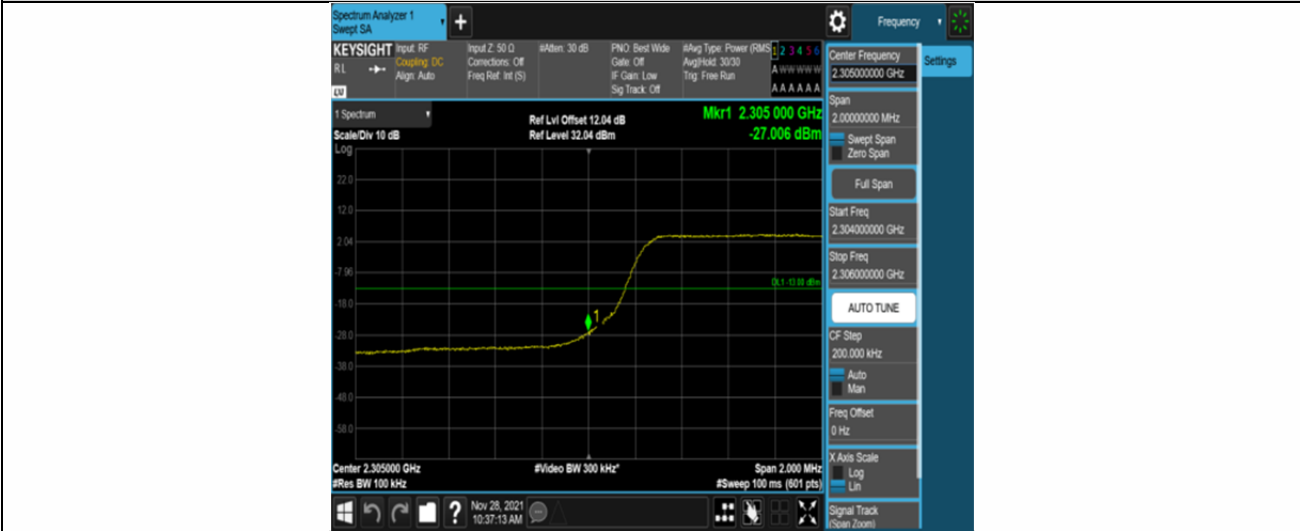 Spectrum Analyzer 1
Swept SA
+
Frequency
KEYSIGHT
RL
Input: RF
Coupling: DC
Align: Auto
Input Z: 50 Ω
Corrections: Off
Freq Ref: Int (S)
#Atten: 30 dB
PNO: Best Wide
Gate: Off
IF Gain: Low
Sig Track: Off
#Avg Type: Power (RMS
Avg|Hold: 30/30
Trig: Free Run
1 2 3 4 5 6
A W W W W W
A A A A A A
Center Frequency
2.305000000 GHz
Settings
1 Spectrum
Scale/Div 10 dB
Log
Ref Lvl Offset 12.04 dB
Ref Level 32.04 dBm
Mkr1 2.305 000 GHz
-27.006 dBm
22.0
12.0
2.04
-7.96
-18.0
-28.0
-38.0
-48.0
-58.0
DL1 -13.00 dBm
1
Center 2.305000 GHz
#Res BW 100 kHz
#Video BW 300 kHz*
Span 2.000 MHz
#Sweep 100 ms (601 pts)
Span
2.00000000 MHz
Swept Span
Zero Span
Full Span
Start Freq
2.304000000 GHz
Stop Freq
2.306000000 GHz
AUTO TUNE
CF Step
200.000 kHz
Auto
Man
Freq Offset
0 Hz
X Axis Scale
Log
Lin
Signal Track
(Span Zoom)
?
Nov 28, 2021
10:37:13 AM